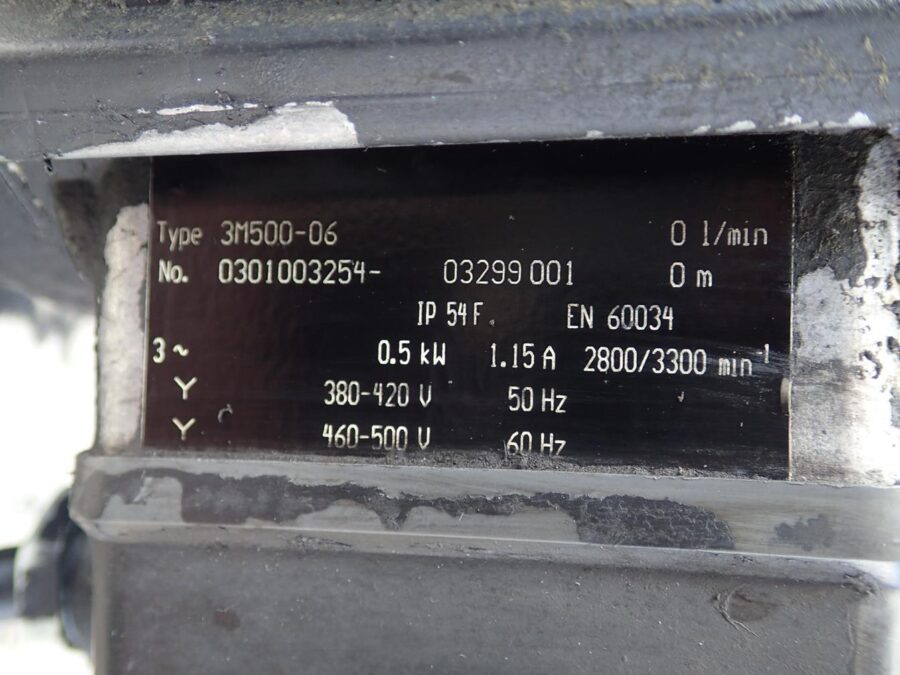 Type 3M500-06 0 l/min
No. 0301003254- 03299 001 0 m
IP 54 F. EN 60034
3 ~ 0.5 kW 1.15 A 2800/3300 min⁻¹
Y 380-420 V 50 Hz
Y 460-500 V 60 Hz